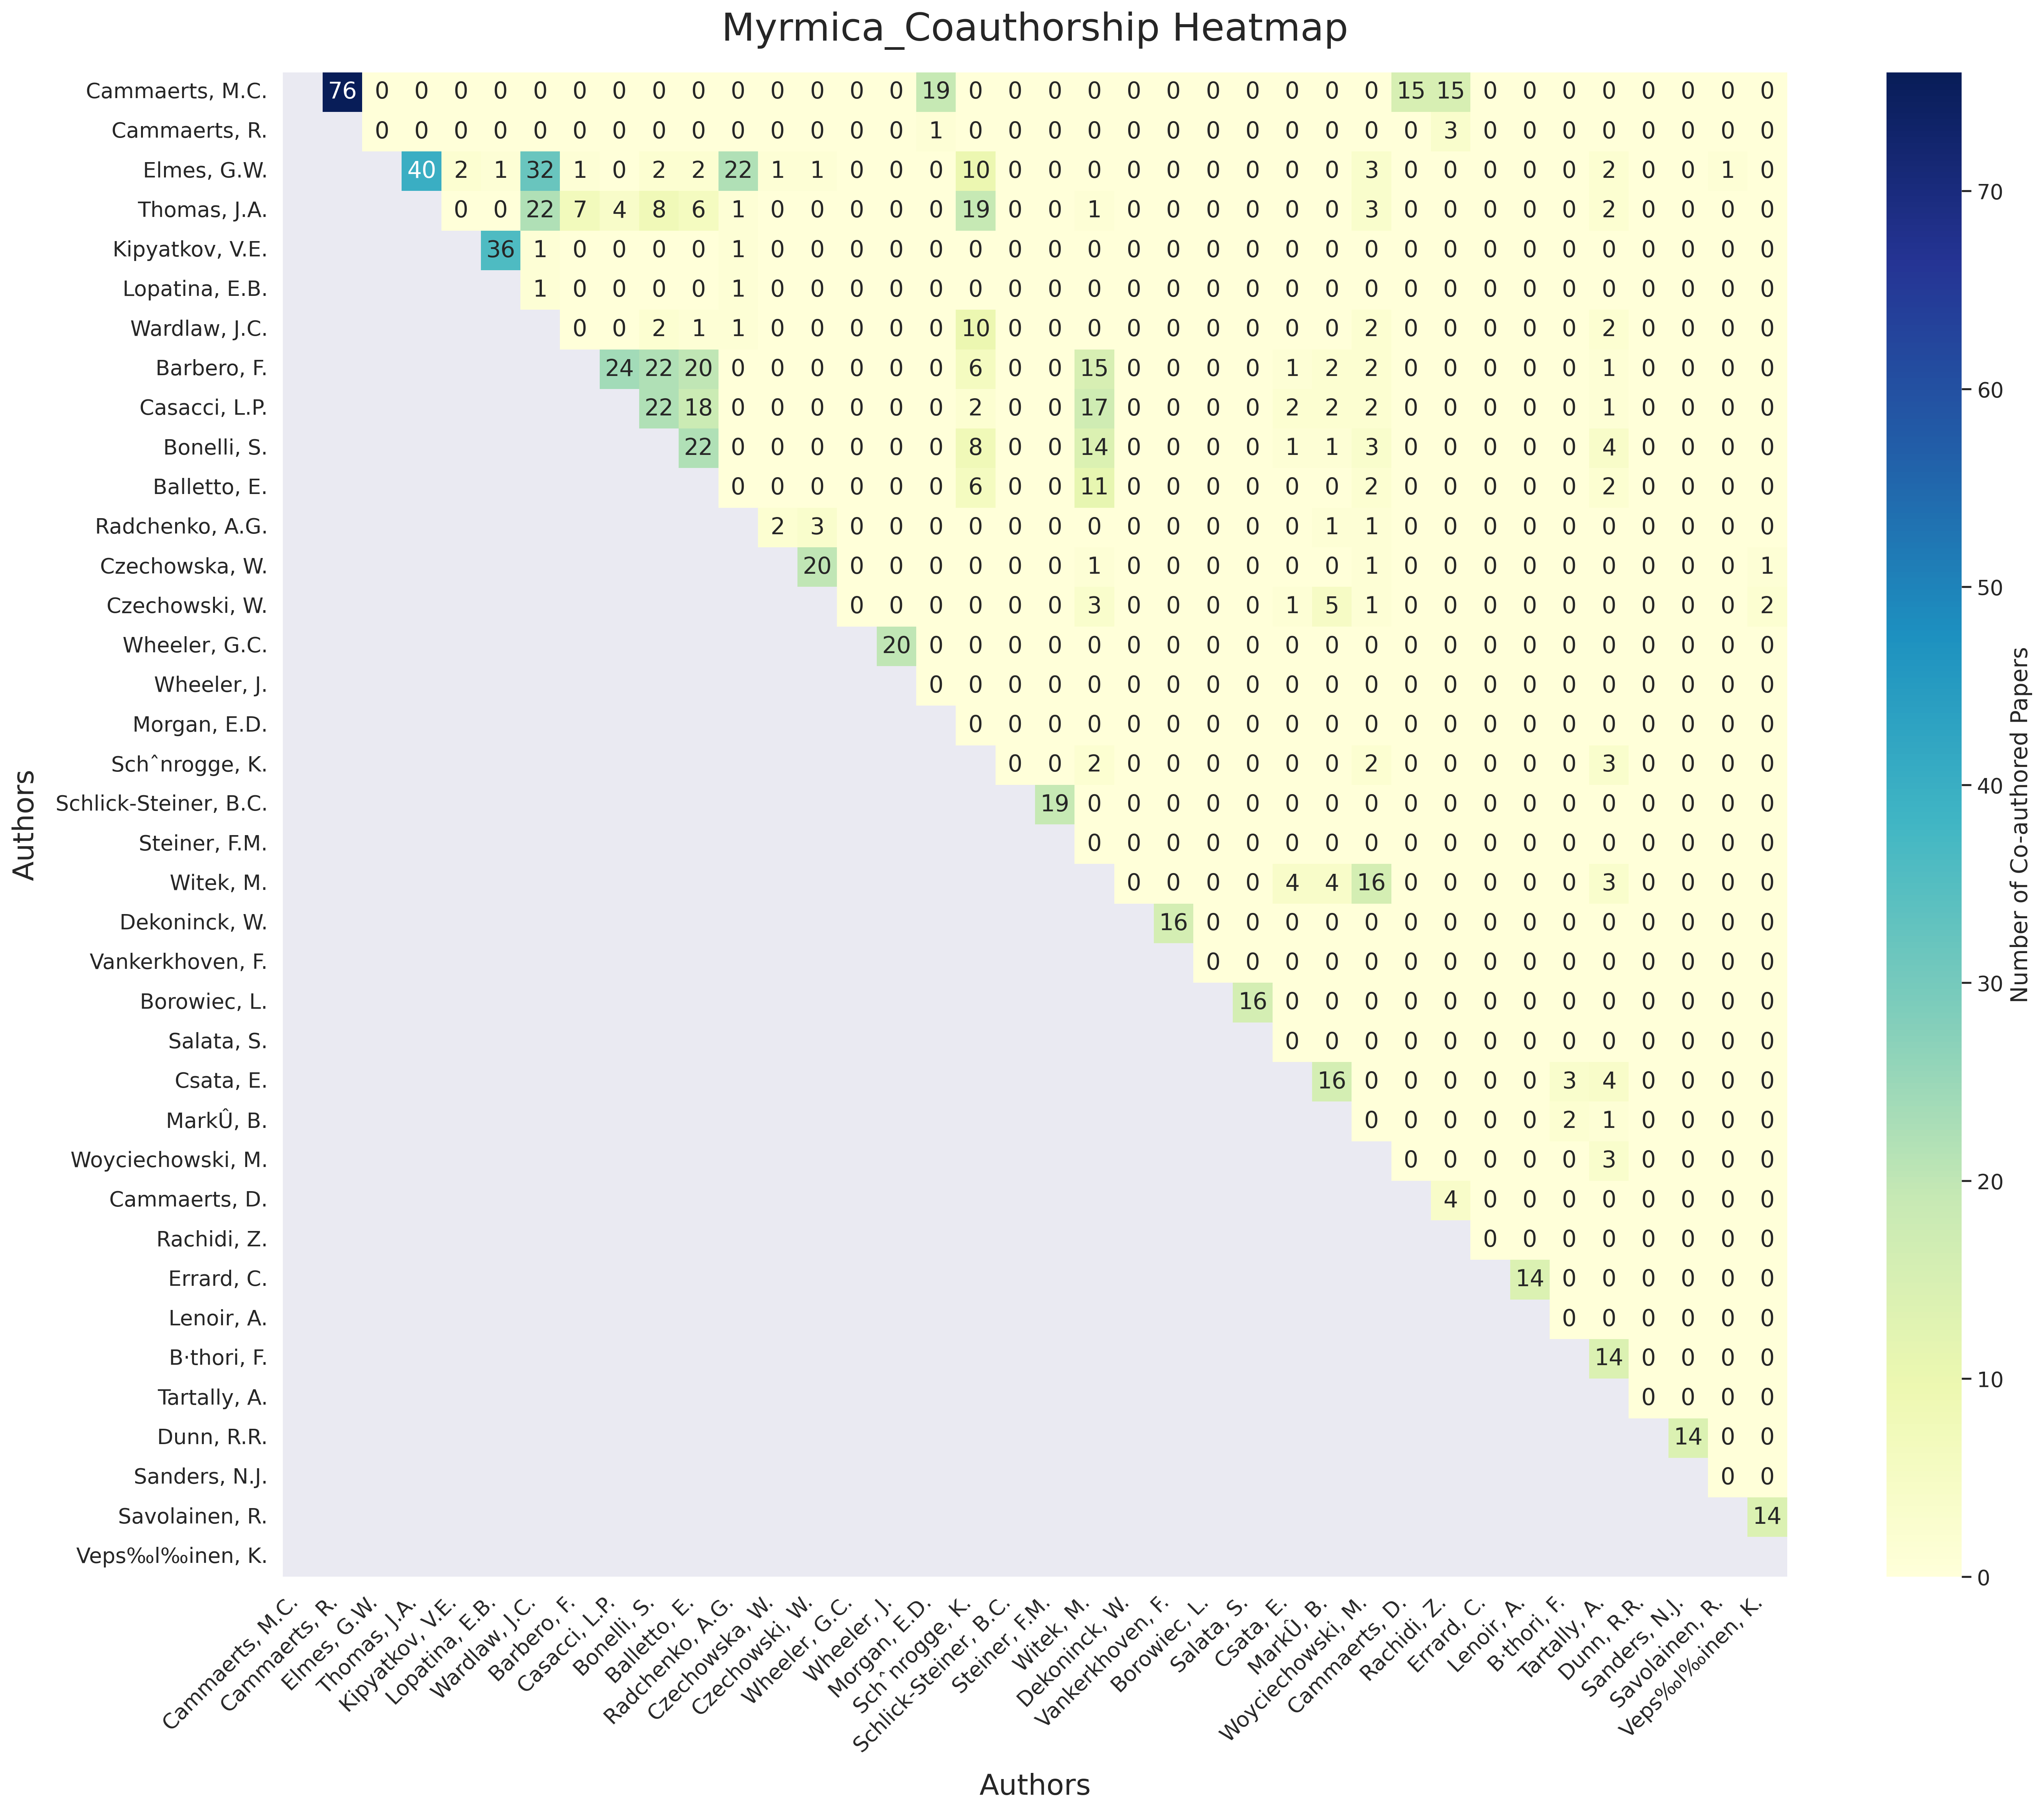 Myrmica_Coauthorship Heatmap
Cammaerts, M.C. 76 0 0 0 0 0 0 0 0 0 0 0 0 0 0 19 0 0 0 0 0 0 0 0 0 0 0 15 15 0 0 0 0 0 0 0 0
Cammaerts, R. 0 0 0 0 0 0 0 0 0 0 0 0 0 0 1 0 0 0 0 0 0 0 0 0 0 0 0 3 0 0 0 0 0 0 0 0
Elmes, G.W. 40 2 1 32 1 0 2 2 22 1 1 0 0 0 10 0 0 0 0 0 0 0 0 0 3 0 0 0 0 0 2 0 0 1 0
Thomas, J.A. 0 0 22 7 4 8 6 1 0 0 0 0 0 19 0 0 1 0 0 0 0 0 0 3 0 0 0 0 0 2 0 0 0 0
Kipyatkov, V.E. 36 1 0 0 0 0 1 0 0 0 0 0 0 0 0 0 0 0 0 0 0 0 0 0 0 0 0 0 0 0 0 0 0
Lopatina, E.B. 1 0 0 0 0 1 0 0 0 0 0 0 0 0 0 0 0 0 0 0 0 0 0 0 0 0 0 0 0 0 0 0
Wardlaw, J.C. 0 0 2 1 1 0 0 0 0 0 10 0 0 0 0 0 0 0 0 0 2 0 0 0 0 0 2 0 0 0 0
Barbero, F. 24 22 20 0 0 0 0 0 0 6 0 0 15 0 0 0 0 1 2 2 0 0 0 0 0 1 0 0 0 0
Casacci, L.P. 22 18 0 0 0 0 0 0 2 0 0 17 0 0 0 0 2 2 2 0 0 0 0 0 1 0 0 0 0
Bonelli, S. 22 0 0 0 0 0 0 8 0 0 14 0 0 0 0 1 1 3 0 0 0 0 0 4 0 0 0 0
Balletto, E. 0 0 0 0 0 0 6 0 0 11 0 0 0 0 0 0 2 0 0 0 0 0 2 0 0 0 0
Radchenko, A.G. 2 3 0 0 0 0 0 0 0 0 0 0 0 0 1 1 0 0 0 0 0 0 0 0 0 0
Czechowska, W. 20 0 0 0 0 0 0 1 0 0 0 0 0 0 1 0 0 0 0 0 0 0 0 0 1
Czechowski, W. 0 0 0 0 0 0 3 0 0 0 0 1 5 1 0 0 0 0 0 0 0 0 0 2
Wheeler, G.C. 20 0 0 0 0 0 0 0 0 0 0 0 0 0 0 0 0 0 0 0 0 0 0
Wheeler, J. 0 0 0 0 0 0 0 0 0 0 0 0 0 0 0 0 0 0 0 0 0 0
Morgan, E.D. 0 0 0 0 0 0 0 0 0 0 0 0 0 0 0 0 0 0 0 0 0
Schˆnrogge, K. 0 0 2 0 0 0 0 0 0 2 0 0 0 0 0 3 0 0 0 0
Schlick-Steiner, B.C. 19 0 0 0 0 0 0 0 0 0 0 0 0 0 0 0 0 0 0
Steiner, F.M. 0 0 0 0 0 0 0 0 0 0 0 0 0 0 0 0 0 0
Witek, M. 0 0 0 0 4 4 16 0 0 0 0 0 3 0 0 0 0
Dekoninck, W. 16 0 0 0 0 0 0 0 0 0 0 0 0 0 0 0
Vankerkhoven, F. 0 0 0 0 0 0 0 0 0 0 0 0 0 0 0
Borowiec, L. 16 0 0 0 0 0 0 0 0 0 0 0 0 0
Salata, S. 0 0 0 0 0 0 0 0 0 0 0 0 0
Csata, E. 16 0 0 0 0 0 3 4 0 0 0 0
MarkÛ, B. 0 0 0 0 0 2 1 0 0 0 0
Woyciechowski, M. 0 0 0 0 0 3 0 0 0 0
Cammaerts, D. 4 0 0 0 0 0 0 0 0
Rachidi, Z. 0 0 0 0 0 0 0 0
Errard, C. 14 0 0 0 0 0 0
Lenoir, A. 0 0 0 0 0 0
B·thori, F. 14 0 0 0 0
Tartally, A. 0 0 0 0
Dunn, R.R. 14 0 0
Sanders, N.J. 0 0
Savolainen, R. 14
Veps‰l‰inen, K.
Authors
Cammaerts, M.C.
Cammaerts, R.
Elmes, G.W.
Thomas, J.A.
Kipyatkov, V.E.
Lopatina, E.B.
Wardlaw, J.C.
Barbero, F.
Casacci, L.P.
Bonelli, S.
Balletto, E.
Radchenko, A.G.
Czechowska, W.
Czechowski, W.
Wheeler, G.C.
Wheeler, J.
Morgan, E.D.
Schˆnrogge, K.
Schlick-Steiner, B.C.
Steiner, F.M.
Witek, M.
Dekoninck, W.
Vankerkhoven, F.
Borowiec, L.
Salata, S.
Csata, E.
MarkÛ, B.
Woyciechowski, M.
Cammaerts, D.
Rachidi, Z.
Errard, C.
Lenoir, A.
B·thori, F.
Tartally, A.
Dunn, R.R.
Sanders, N.J.
Savolainen, R.
Veps‰l‰inen, K.
Authors
70
60
50
40
30
20
10
0
Number of Co-authored Papers